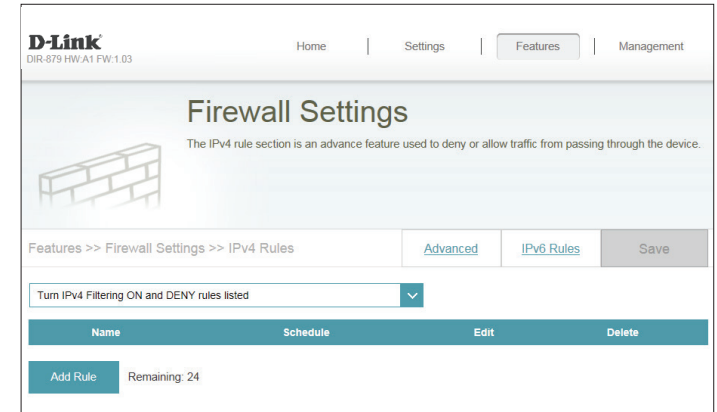 D-Link
DIR-879 HW:A1 FW:1.03
Home
Settings
Features
Management
Firewall Settings
The IPv4 rule section is an advance feature used to deny or allow traffic from passing through the device.
Features >> Firewall Settings >> IPv4 Rules
Advanced
IPv6 Rules
Save
Turn IPv4 Filtering ON and DENY rules listed
Name Schedule Edit Delete
Add Rule Remaining: 24